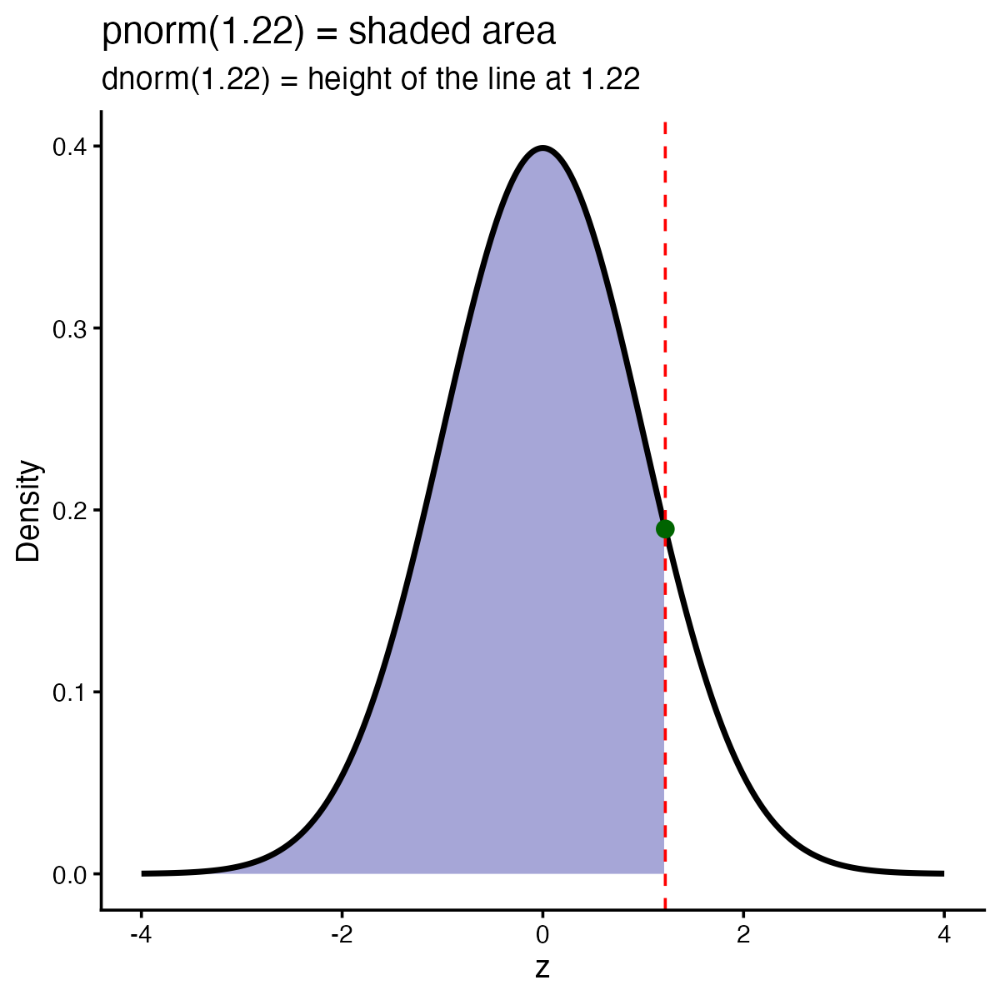 pnorm(1.22) = shaded area
dnorm(1.22) = height of the line at 1.22
Density
0.4
0.3
0.2
0.1
0.0
-4
-2
0
2
4
z